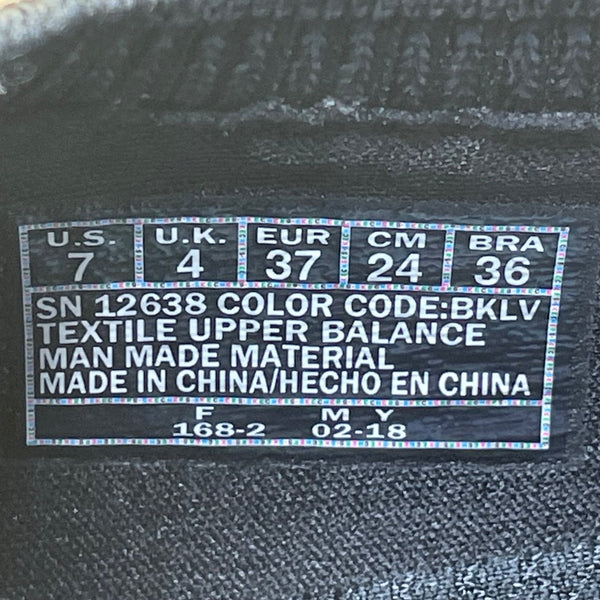 U.S. U.K. EUR CM BRA
7 4 37 24 36
SN 12638 COLOR CODE:BKLV
TEXTILE UPPER BALANCE
MAN MADE MATERIAL
MADE IN CHINA/HECHO EN CHINA
F M Y
168-2 02-18